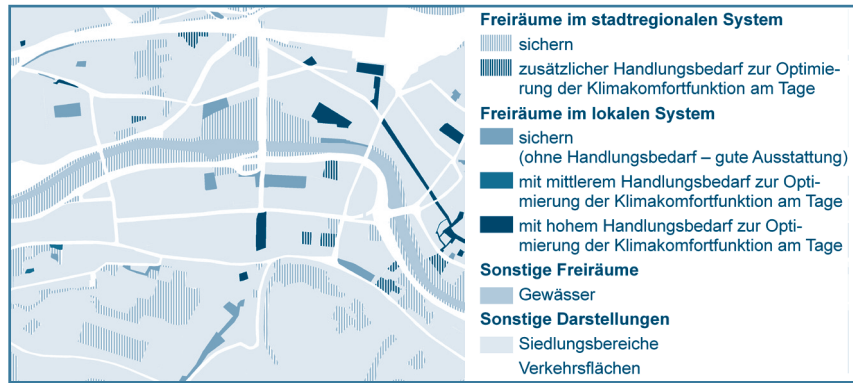 Freiräume im stadtregionalen System
sichern
zusätzlicher Handlungsbedarf zur Optimie-
rung der Klimakomfortfunktion am Tage
Freiräume im lokalen System
sichern
(ohne Handlungsbedarf – gute Ausstattung)
mit mittlerem Handlungsbedarf zur Opti-
mierung der Klimakomfortfunktion am Tage
mit hohem Handlungsbedarf zur Opti-
mierung der Klimakomfortfunktion am Tage
Sonstige Freiräume
Gewässer
Sonstige Darstellungen
Siedlungsbereiche
Verkehrsflächen